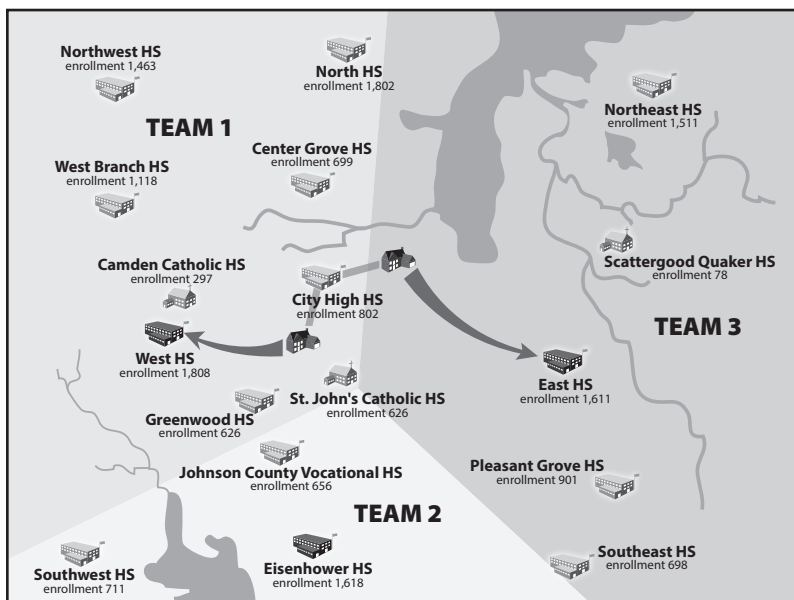 Northwest HS
enrollment 1,463
North HS
enrollment 1,802
Northeast HS
enrollment 1,511
TEAM 1
Center Grove HS
enrollment 699
West Branch HS
enrollment 1,118
Camden Catholic HS
enrollment 297
City High HS
enrollment 802
Scattergood Quaker HS
enrollment 78
TEAM 3
West HS
enrollment 1,808
East HS
enrollment 1,611
St. John's Catholic HS
enrollment 626
Greenwood HS
enrollment 626
Johnson County Vocational HS
enrollment 656
Pleasant Grove HS
enrollment 901
TEAM 2
Southwest HS
enrollment 711
Eisenhower HS
enrollment 1,618
Southeast HS
enrollment 698